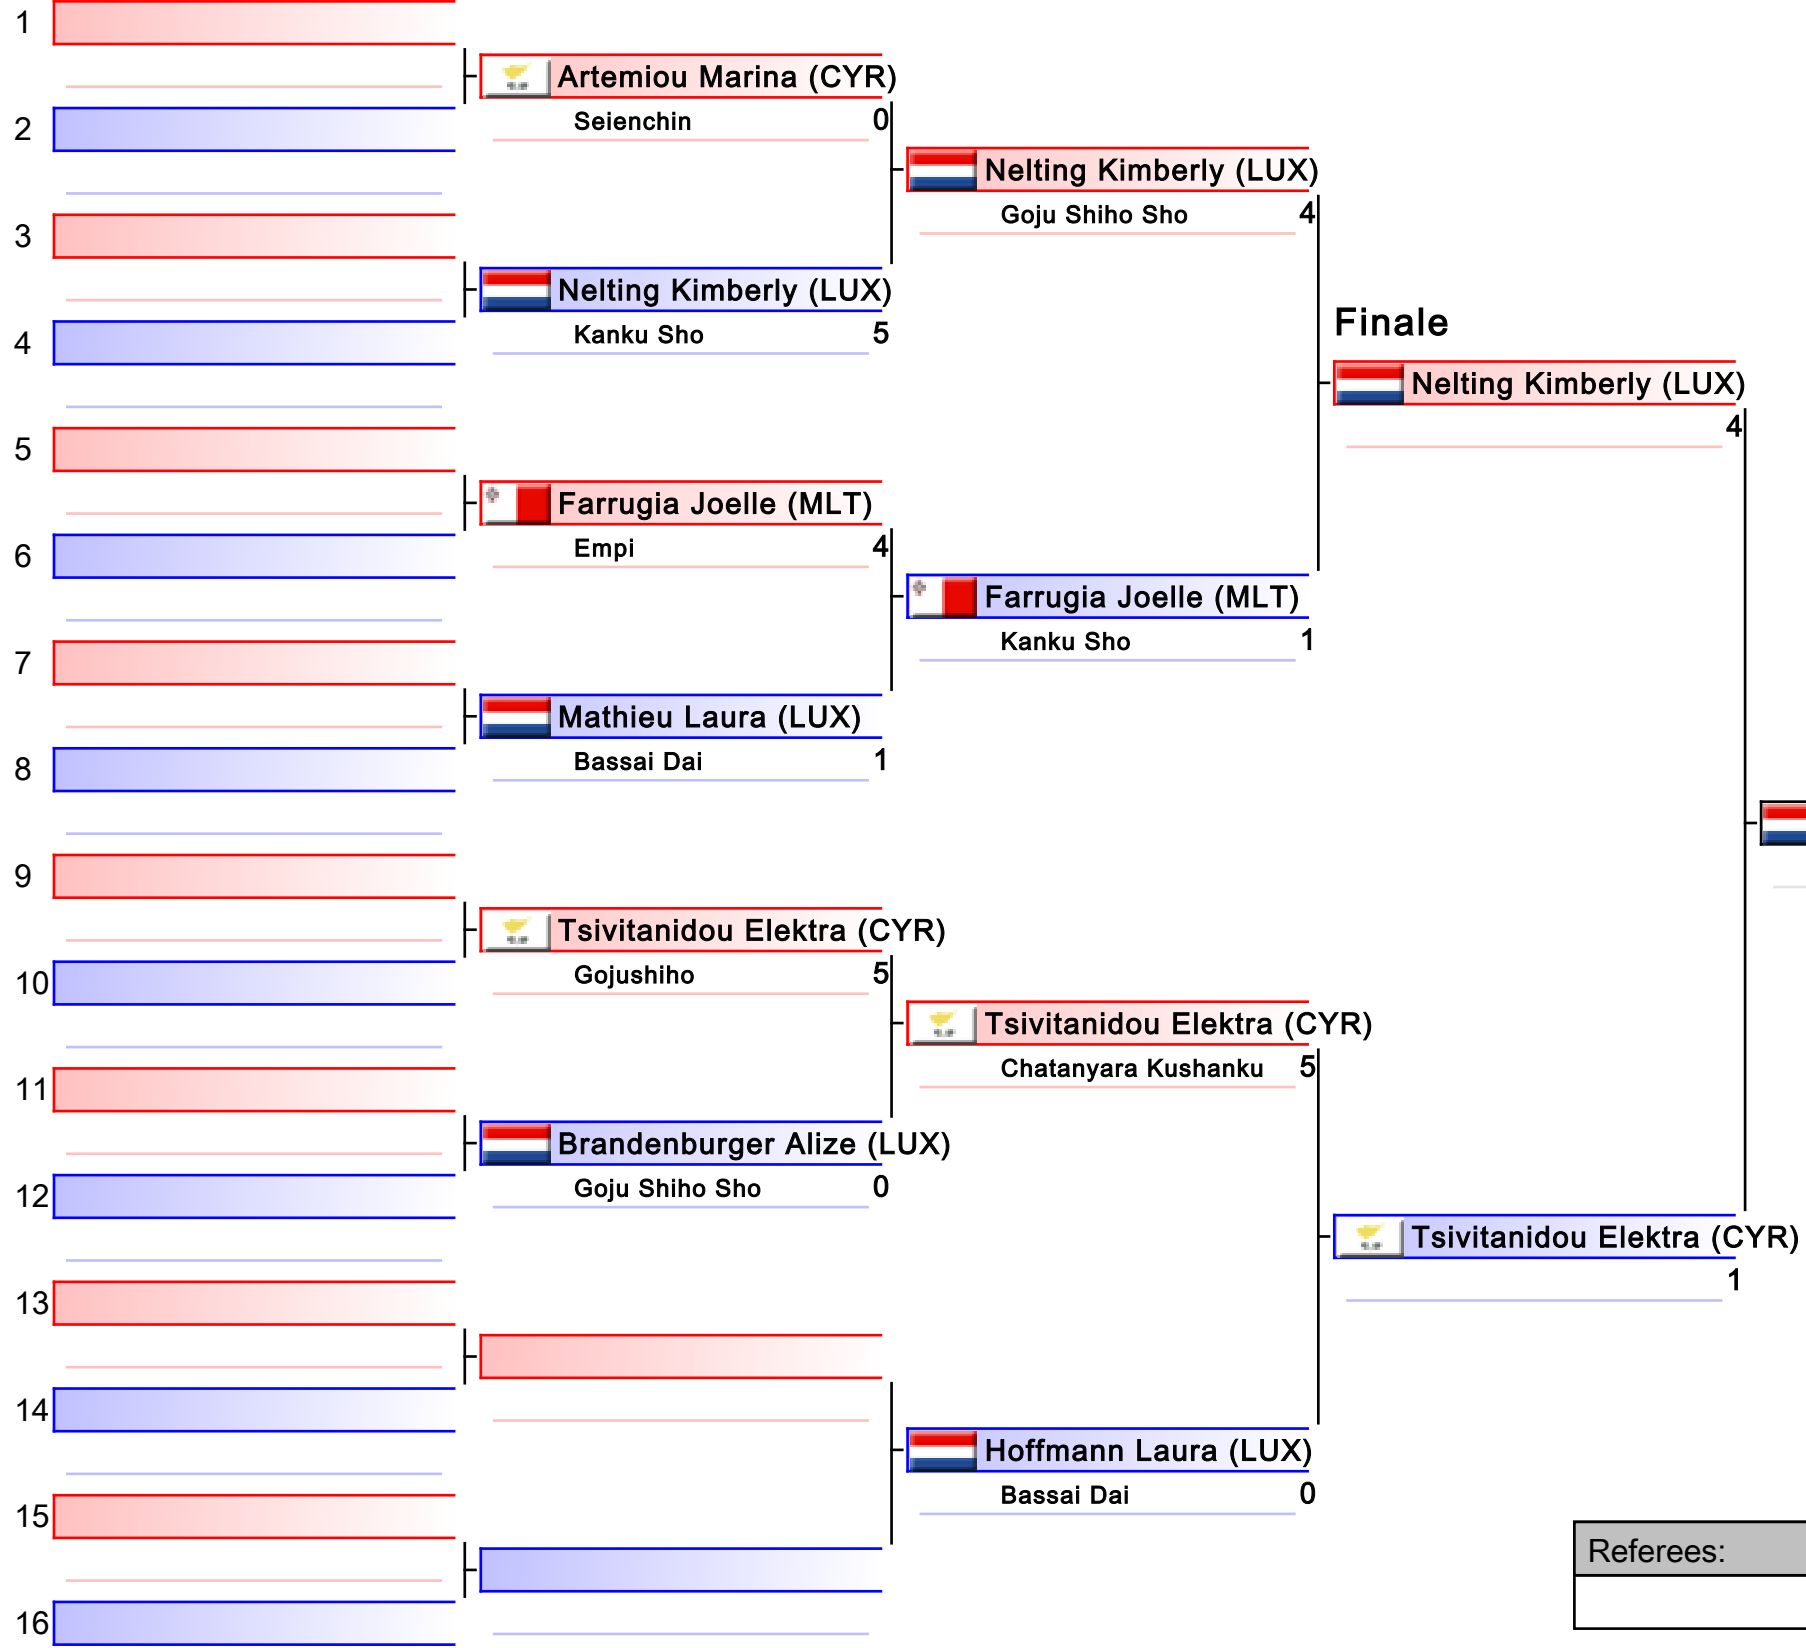 1
Artemiou Marina (CYR)
Seienchin 0
2
Nelting Kimberly (LUX)
Goju Shiho Sho 4
3
Nelting Kimberly (LUX)
Kanku Sho 5
4
Finale
Nelting Kimberly (LUX)
4
5
Farrugia Joelle (MLT)
Empi 4
6
Farrugia Joelle (MLT)
Kanku Sho 1
7
Mathieu Laura (LUX)
Bassai Dai 1
8
9
Tsivitanidou Elektra (CYR)
Gojushiho 5
10
Tsivitanidou Elektra (CYR)
Chatanyara Kushanku 5
11
Brandenburger Alize (LUX)
Goju Shiho Sho 0
12
Tsivitanidou Elektra (CYR)
1
13
14
Hoffmann Laura (LUX)
Bassai Dai 0
15
Referees:
16